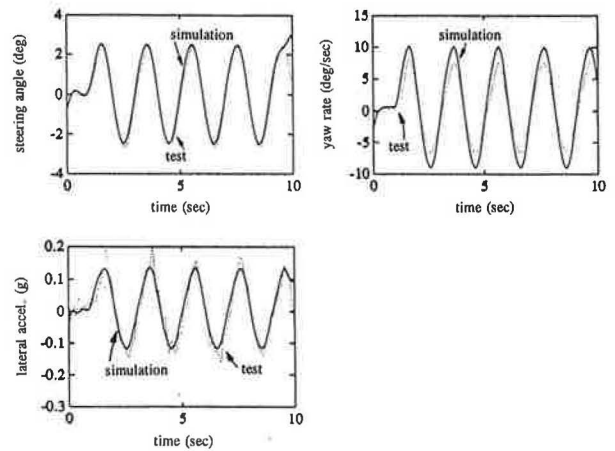 steering angle (deg)
4
2
0
-2
-4
simulation
test
0
5
10
time (sec)
yaw rate (deg/sec)
15
10
5
0
-5
-10
simulation
test
0
5
10
time (sec)
lateral accel. (g)
0.2
0.1
0
-0.1
-0.2
-0.3
simulation
test
0
5
10
time (sec)